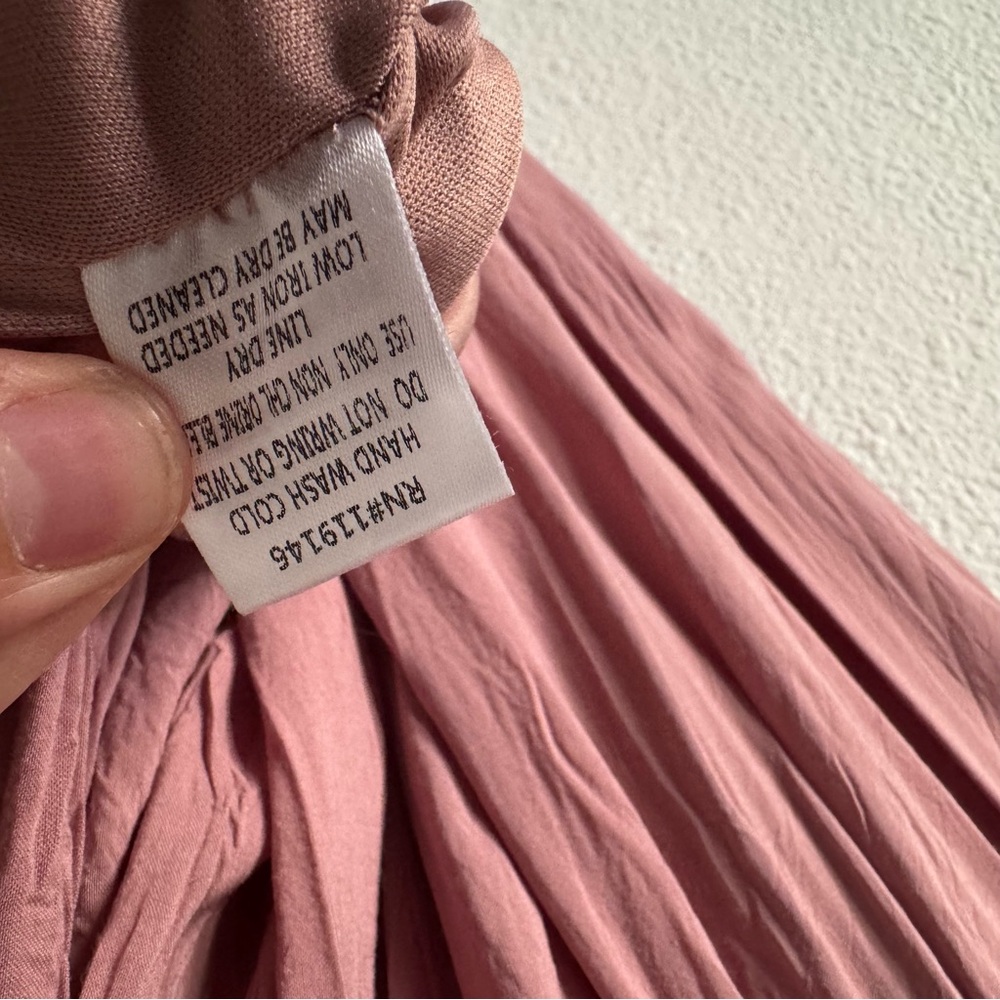 RN#119146
HAND WASH COLD
DO NOT WRING OR TWIST
USE ONLY NON CHLORINE BLE
LINE DRY
LOW IRON AS NEEDED
MAY BE DRY CLEANED